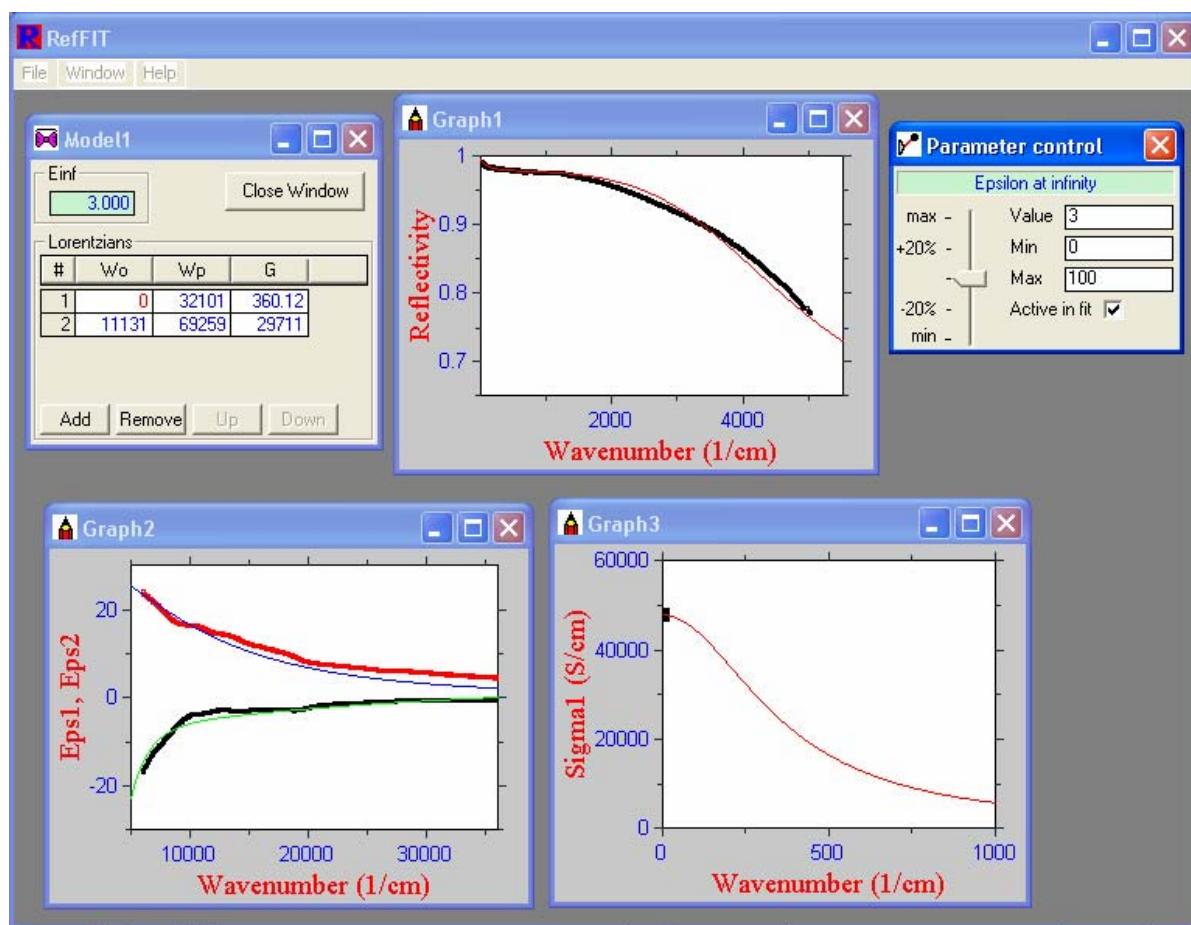 RefFIT
File Window Help
Model1
Einf
3.000
Close Window
Lorentzians
# Wo Wp G
1 0 32101 360.12
2 11131 69259 29711
Add Remove Up Down
Graph1
Reflectivity
1
0.9
0.8
0.7
2000 4000
Wavenumber (1/cm)
Parameter control
Epsilon at infinity
max Value 3
+20% Min 0
Max 100
-20% Active in fit
min
Graph2
Eps1, Eps2
20
0
-20
10000 20000 30000
Wavenumber (1/cm)
Graph3
Sigma1 (S/cm)
60000
40000
20000
0
0 500 1000
Wavenumber (1/cm)